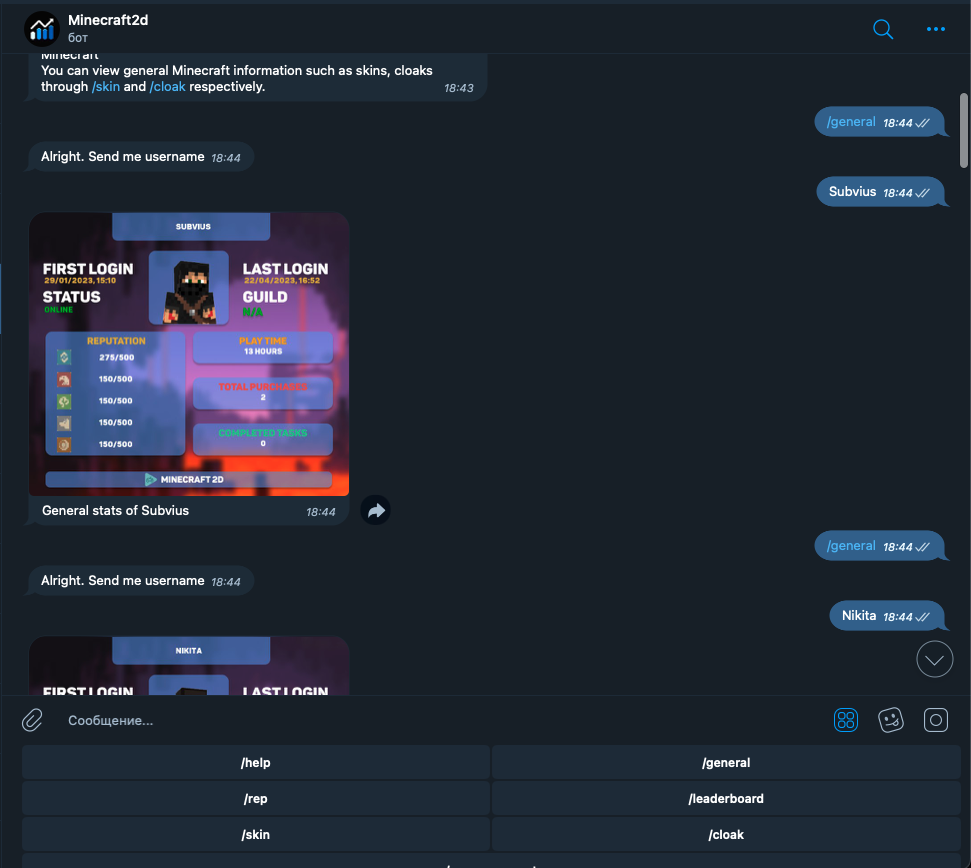 Minecraft2d
бот
Minecraft
You can view general Minecraft information such as skins, cloaks
through /skin and /cloak respectively.
18:43
/general 18:44
Alright. Send me username 18:44
Subvius 18:44
SUBVIUS
FIRST LOGIN
29/01/2023, 15:10
STATUS
ONLINE
LAST LOGIN
22/04/2023, 16:52
GUILD
N/A
REPUTATION
275/500
150/500
150/500
150/500
150/500
PLAY TIME
13 HOURS
TOTAL PURCHASES
2
COMPLETED TASKS
0
MINECRAFT 2D
General stats of Subvius 18:44
/general 18:44
Alright. Send me username 18:44
Nikita 18:44
NIKITA
FIRST LOGIN
LAST LOGIN
Сообщение...
/help
/general
/rep
/leaderboard
/skin
/cloak